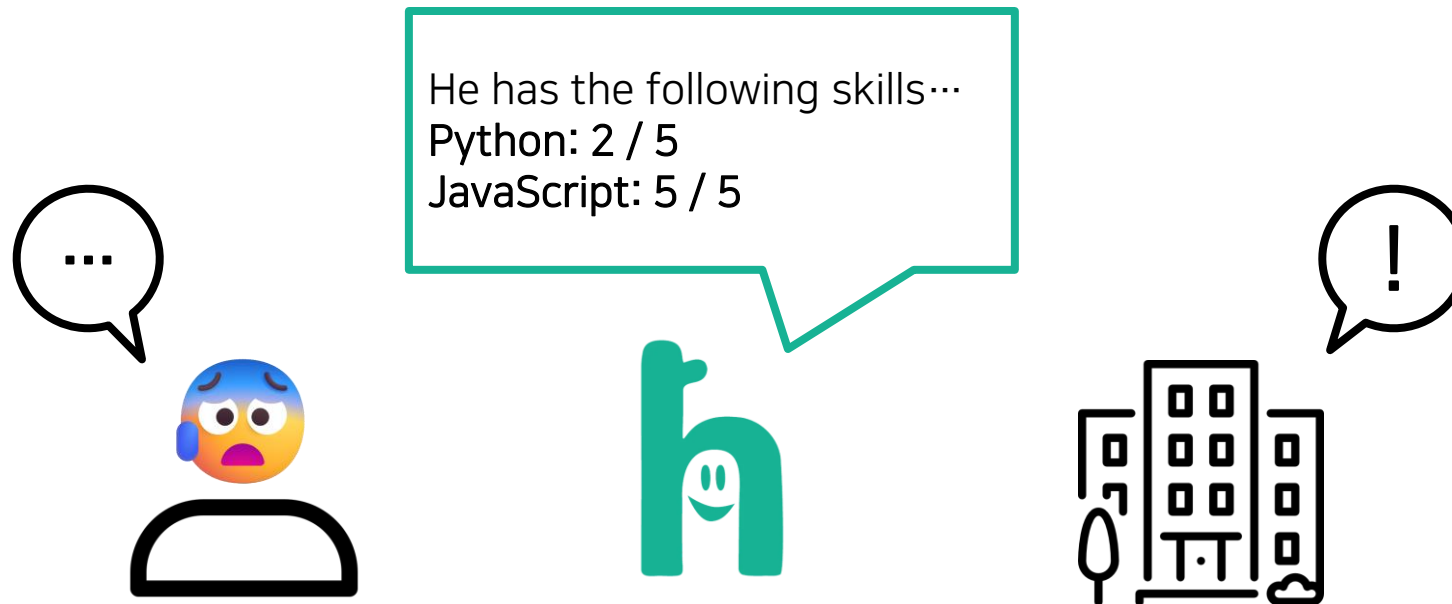 He has the following skills…
Python: 2 / 5
JavaScript: 5 / 5
...
!
h